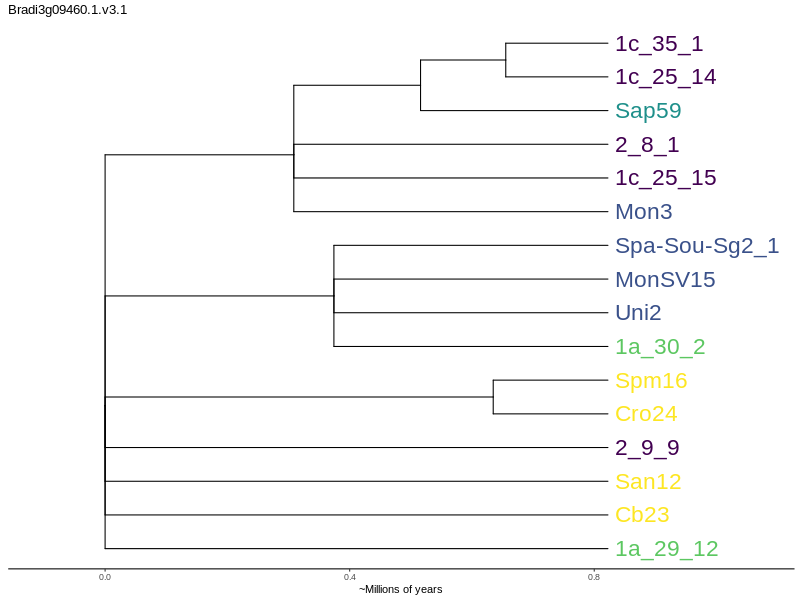 Bradi3g09460.1.v3.1
1c_35_1
1c_25_14
Sap59
2_8_1
1c_25_15
Mon3
Spa-Sou-Sg2_1
MonSV15
Uni2
1a_30_2
Spm16
Cro24
2_9_9
San12
Cb23
1a_29_12
0.0 0.4 0.8
~Millions of years